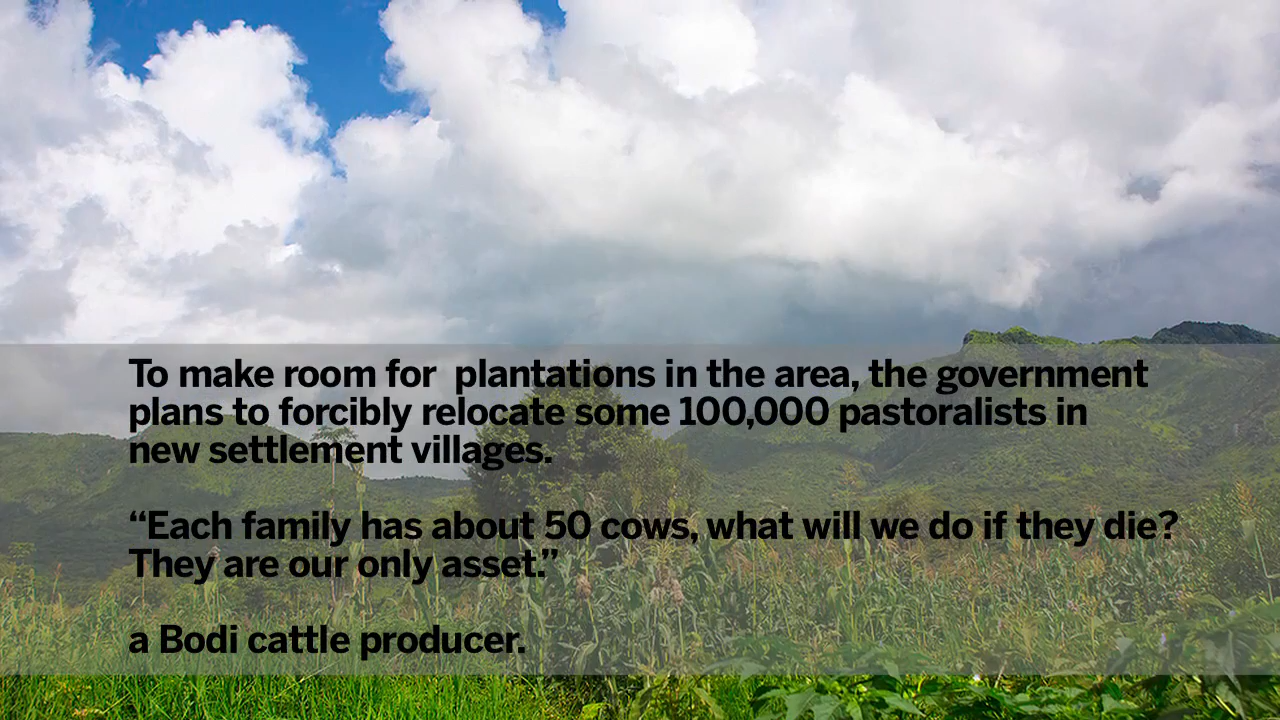 To make room for  plantations in the area, the government
plans to forcibly relocate some 100,000 pastoralists in
new settlement villages.
“Each family has about 50 cows, what will we do if they die?
They are our only asset.”
a Bodi cattle producer.